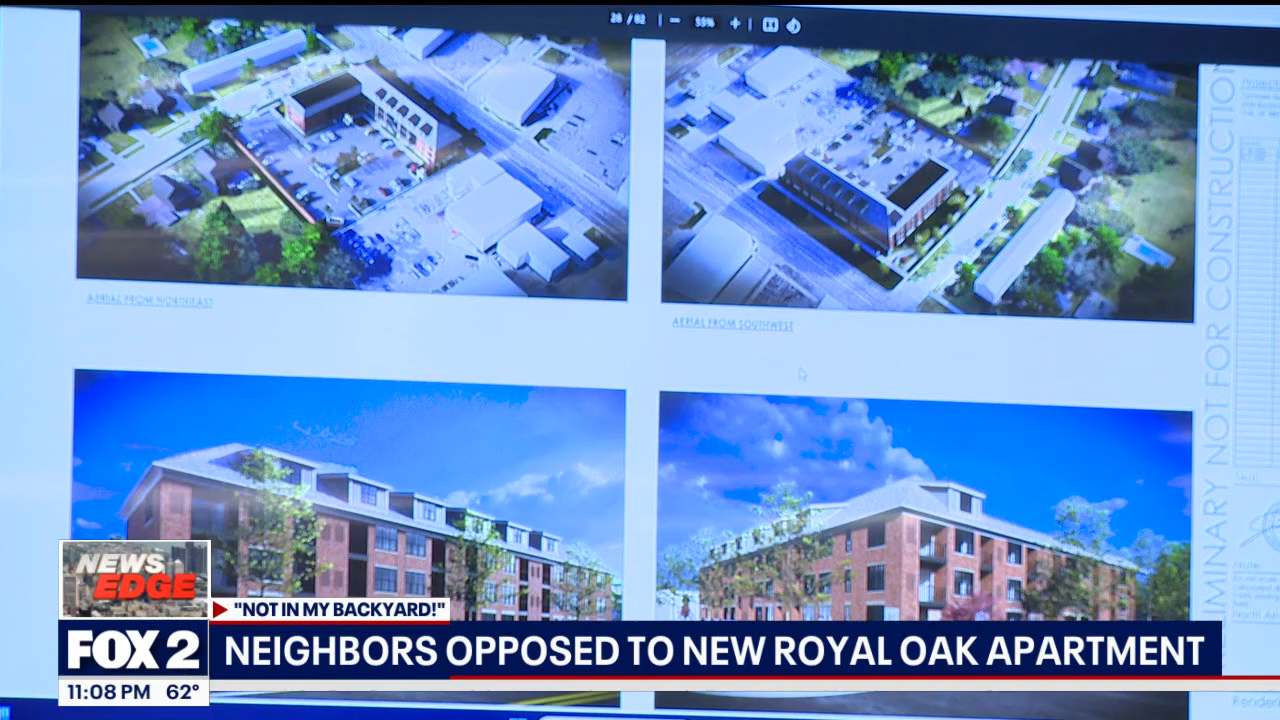 28 / 82
55%
AERIAL FROM NORTHEAST
AERIAL FROM SOUTHWEST
NOT FOR CONSTRUCTION
NEWS
EDGE
"NOT IN MY BACKYARD!"
FOX 2
NEIGHBORS OPPOSED TO NEW ROYAL OAK APARTMENT
11:08 PM 62°